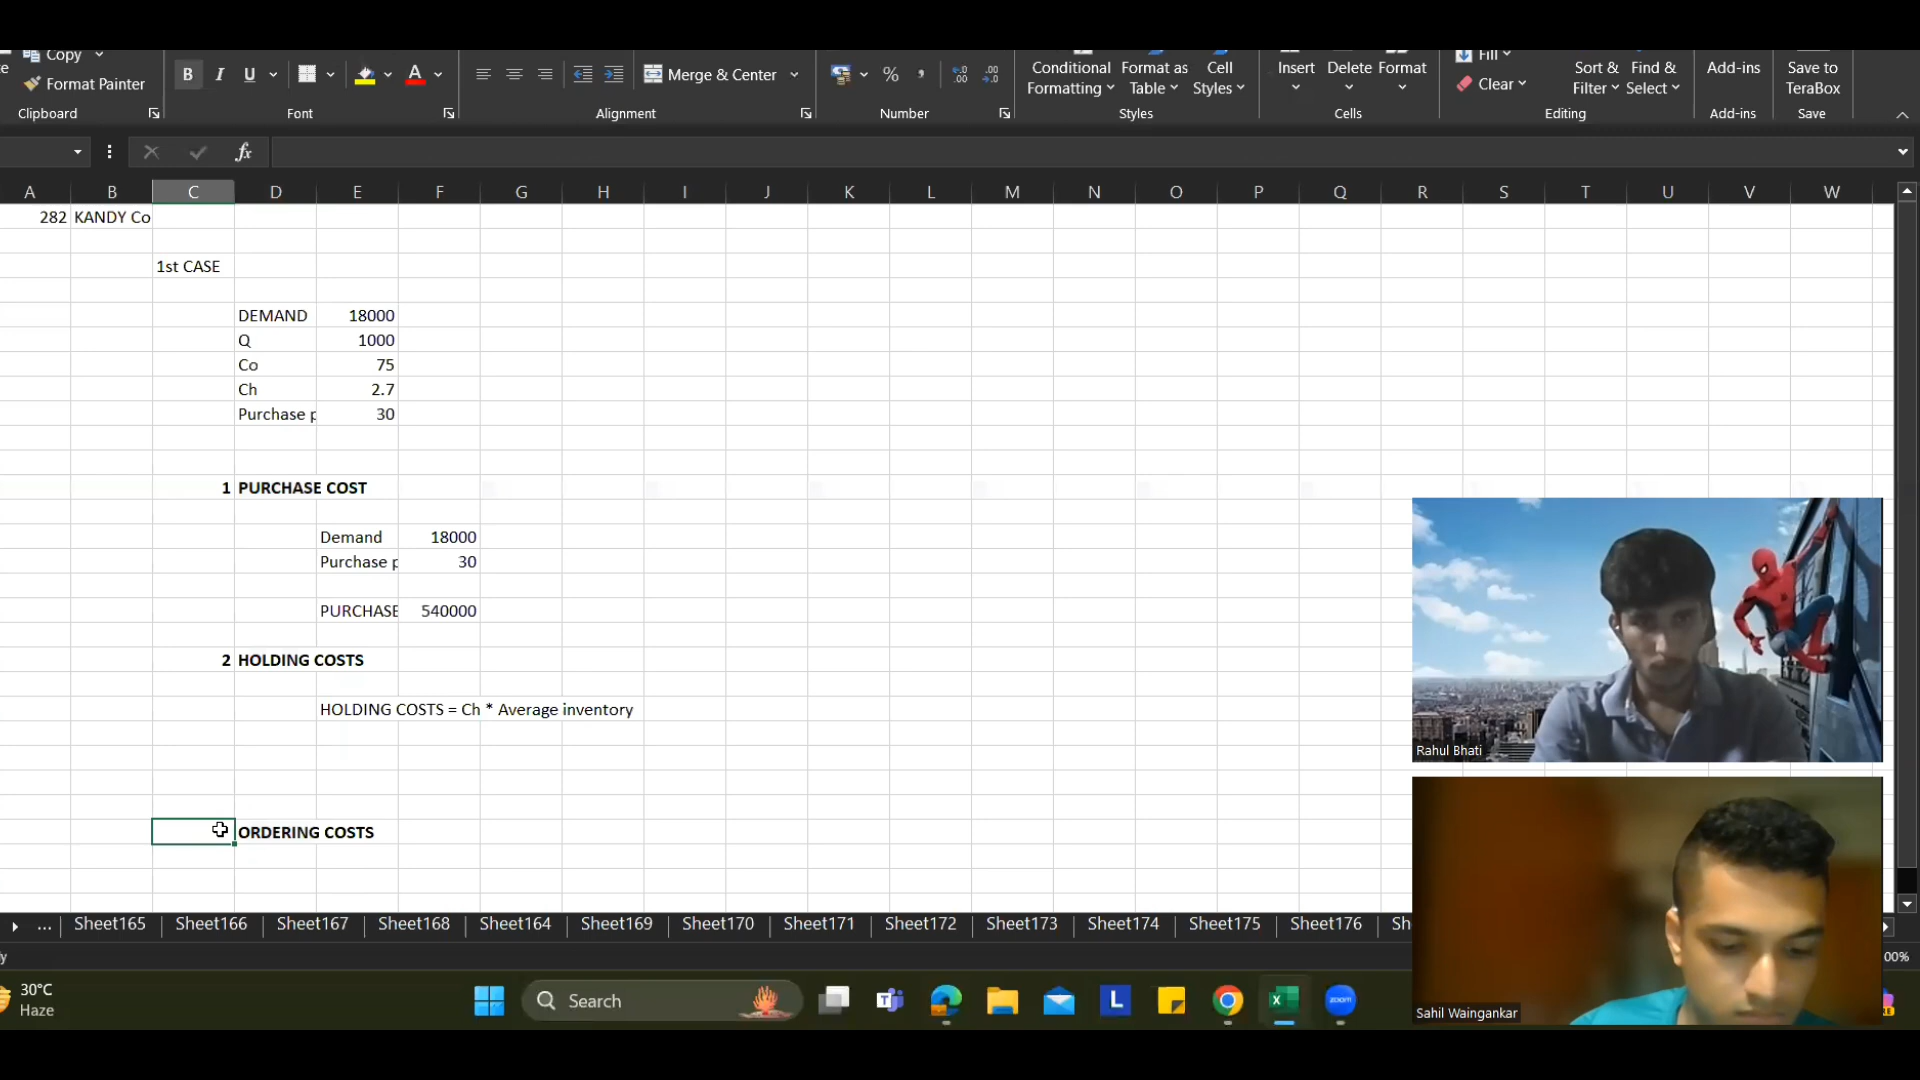 Copy
Fill
Format Painter
B I U A
Merge & Center
%
Conditional Formatting
Format as Table
Cell Styles
Insert
Delete
Format
Clear
Sort & Filter
Find & Select
Add-ins
Save to TeraBox
Clipboard
Font
Alignment
Number
Styles
Cells
Editing
Add-ins
Save
fx
A B C D E F G H I J K L M N O P Q R S T U V W
282 KANDY Co
1st CASE
DEMAND 18000
Q 1000
Co 75
Ch 2.7
Purchase p 30
1 PURCHASE COST
Demand 18000
Purchase p 30
PURCHASE 540000
2 HOLDING COSTS
HOLDING COSTS = Ch * Average inventory
Rahul Bhati
ORDERING COSTS
... Sheet165 Sheet166 Sheet167 Sheet168 Sheet164 Sheet169 Sheet170 Sheet171 Sheet172 Sheet173 Sheet174 Sheet175 Sheet176
30°C
Haze
Search
L
zoom
Sahil Waingankar